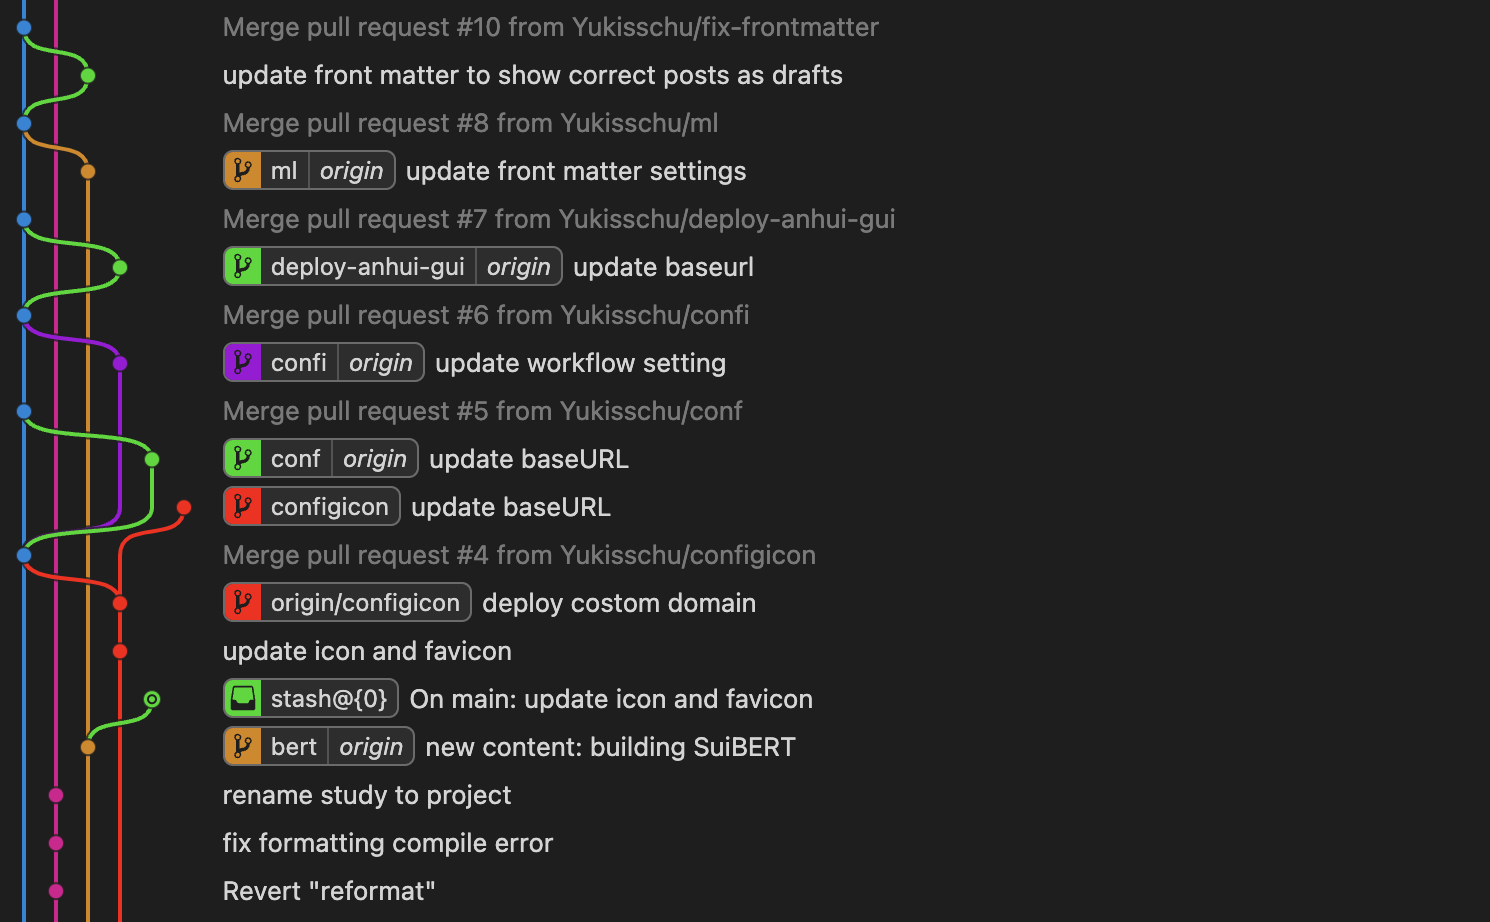 Merge pull request #10 from Yukisschu/fix-frontmatter
update front matter to show correct posts as drafts
Merge pull request #8 from Yukisschu/ml
ml origin update front matter settings
Merge pull request #7 from Yukisschu/deploy-anhui-gui
deploy-anhui-gui origin update baseurl
Merge pull request #6 from Yukisschu/confi
confi origin update workflow setting
Merge pull request #5 from Yukisschu/conf
conf origin update baseURL
configicon update baseURL
Merge pull request #4 from Yukisschu/configicon
origin/configicon deploy costom domain
update icon and favicon
stash@{0} On main: update icon and favicon
bert origin new content: building SuiBERT
rename study to project
fix formatting compile error
Revert "reformat"